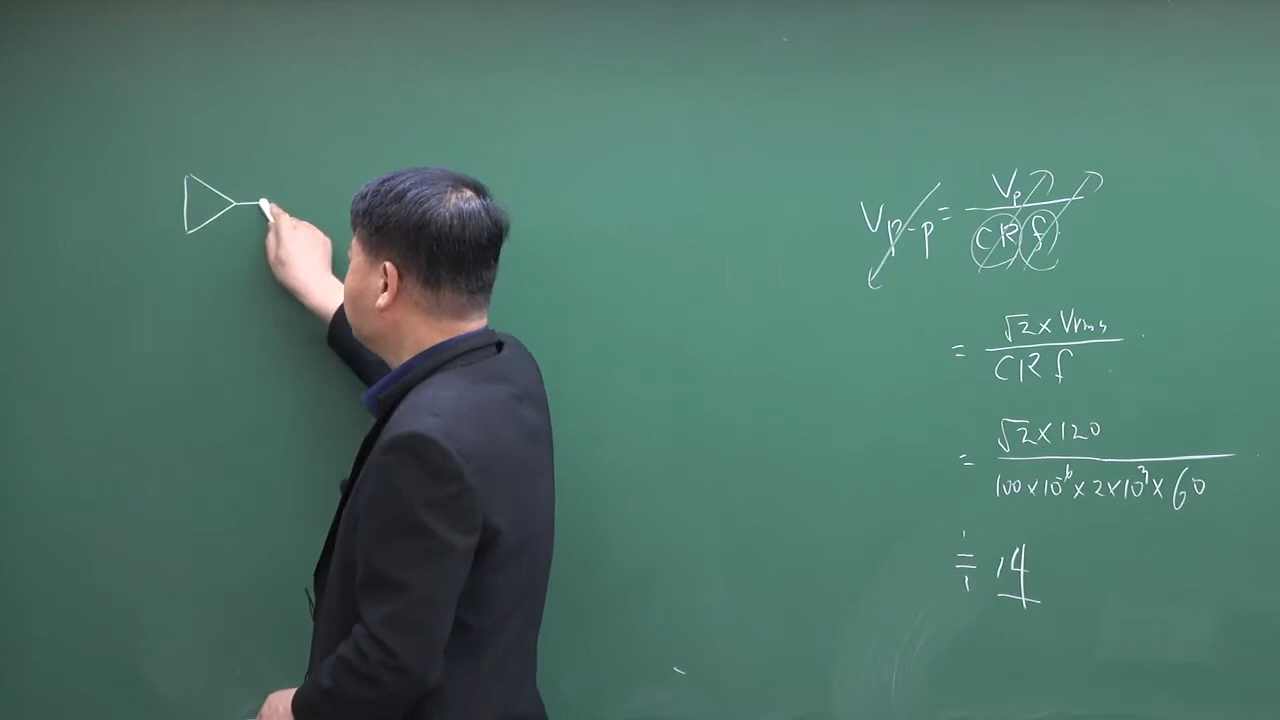 Vp-p = Vp / CRf
= √2 × Vrms / CRf
= √2 × 120 / 100 × 10⁻⁶ × 2 × 10³ × 60
≒ 14